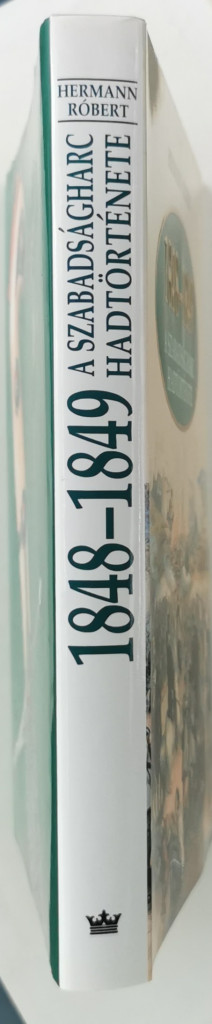 HERMANN
RÓBERT
1848–1849
A SZABADSÁGHARC
HADTÖRTÉNETE